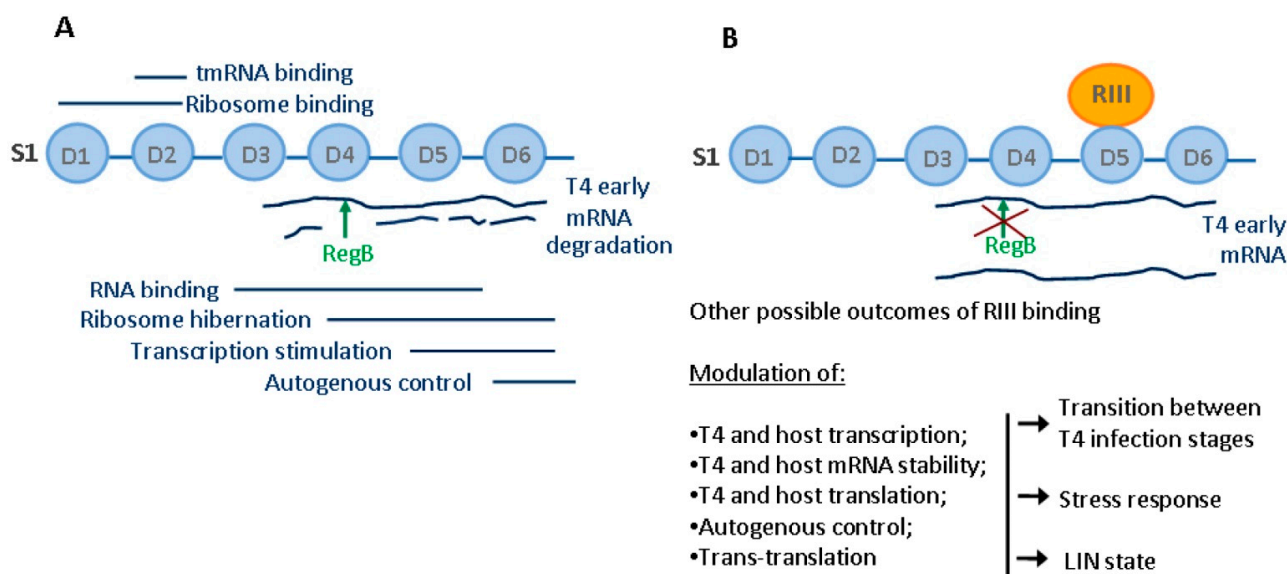 A
tmRNA binding
Ribosome binding
S1 D1 D2 D3 D4 D5 D6
T4 early
mRNA
degradation
RegB
RNA binding
Ribosome hibernation
Transcription stimulation
Autogenous control
B
RIII
S1 D1 D2 D3 D4 D5 D6
T4 early
mRNA
RegB
Other possible outcomes of RIII binding
Modulation of:
•T4 and host transcription;
•T4 and host mRNA stability;
•T4 and host translation;
•Autogenous control;
•Trans-translation
Transition between
T4 infection stages
Stress response
LIN state